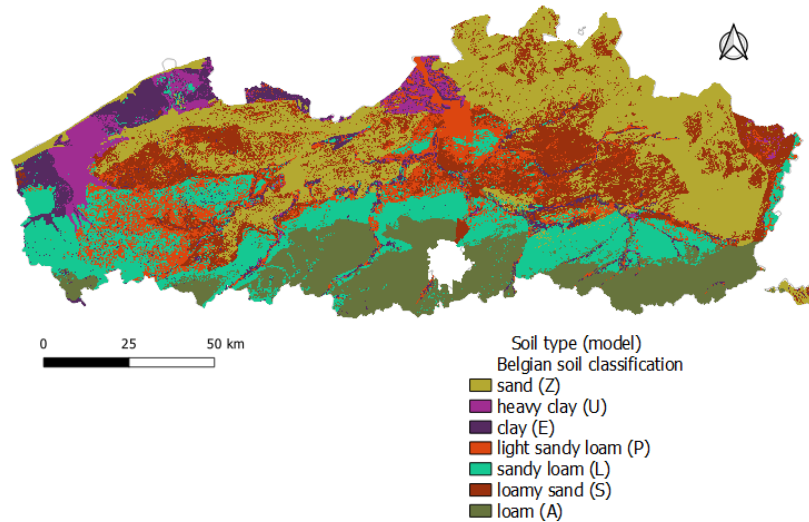 0 25 50 km
Soil type (model)
Belgian soil classification
sand (Z)
heavy clay (U)
clay (E)
light sandy loam (P)
sandy loam (L)
loamy sand (S)
loam (A)